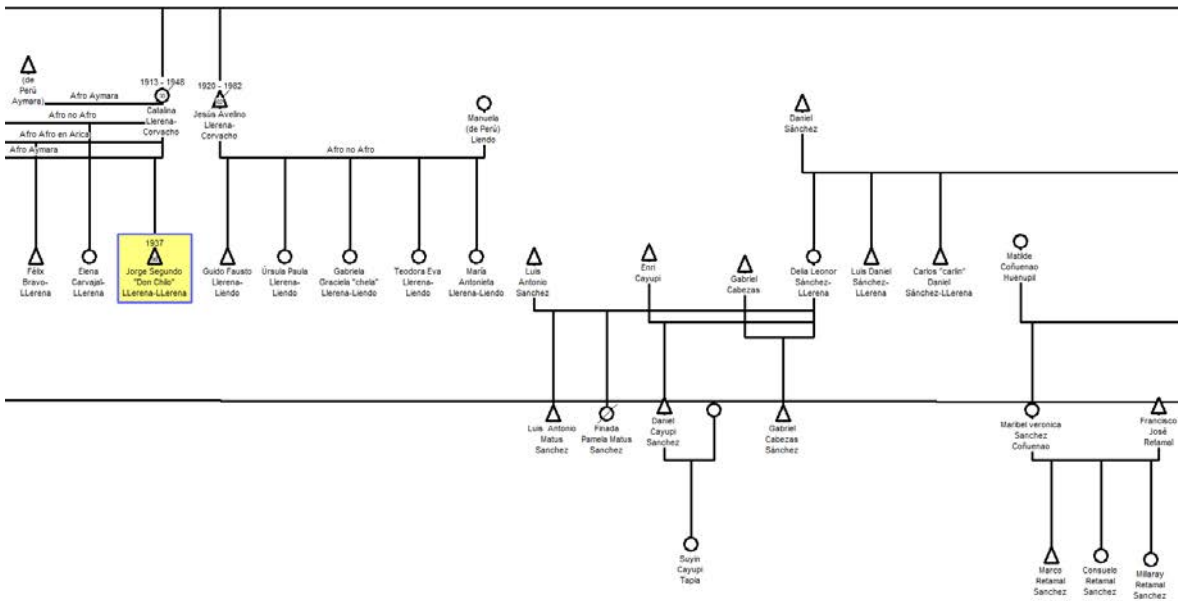 (de
Perú
Aymara)
Afro Aymara
Afro no Afro
Afro Afro en Arica
Afro Aymara
1913 - 1948
Catalina
Llerena-
Corvacho
1920 - 1982
Jesús Avelino
Llerena-
Corvacho
Afro no Afro
Manuela
(de Perú)
Liendo
Daniel
Sánchez
Félix
Bravo-
LLerena
Elena
Carvajal-
LLerena
1937
Jorge Segundo
"Don Chilo"
LLerena-LLerena
Guido Fausto
Llerena-
Liendo
Úrsula Paula
Llerena-
Liendo
Gabriela
Graciela "chela"
Llerena-Liendo
Teodora Eva
Llerena-
Liendo
María
Antonieta
Llerena-Liendo
Luis
Antonio
Sanchez
Enri
Cayupi
Gabriel
Cabezas
Delia Leonor
Sánchez-
LLerena
Luis Daniel
Sánchez-
LLerena
Carlos "carlin"
Daniel
Sánchez-LLerena
Matilde
Coñuenao
Huenupil
Luis Antonio
Matus
Sanchez
Finada
Pamela Matus
Sanchez
Daniel
Cayupi
Sanchez
Gabriel
Cabezas
Sánchez
Maribel veronica
Sanchez
Coñuenao
Francisco
José
Retamal
Suyin
Cayupi
Tapia
Marco
Retamal
Sanchez
Consuelo
Retamal
Sanchez
Millaray
Retamal
Sanchez